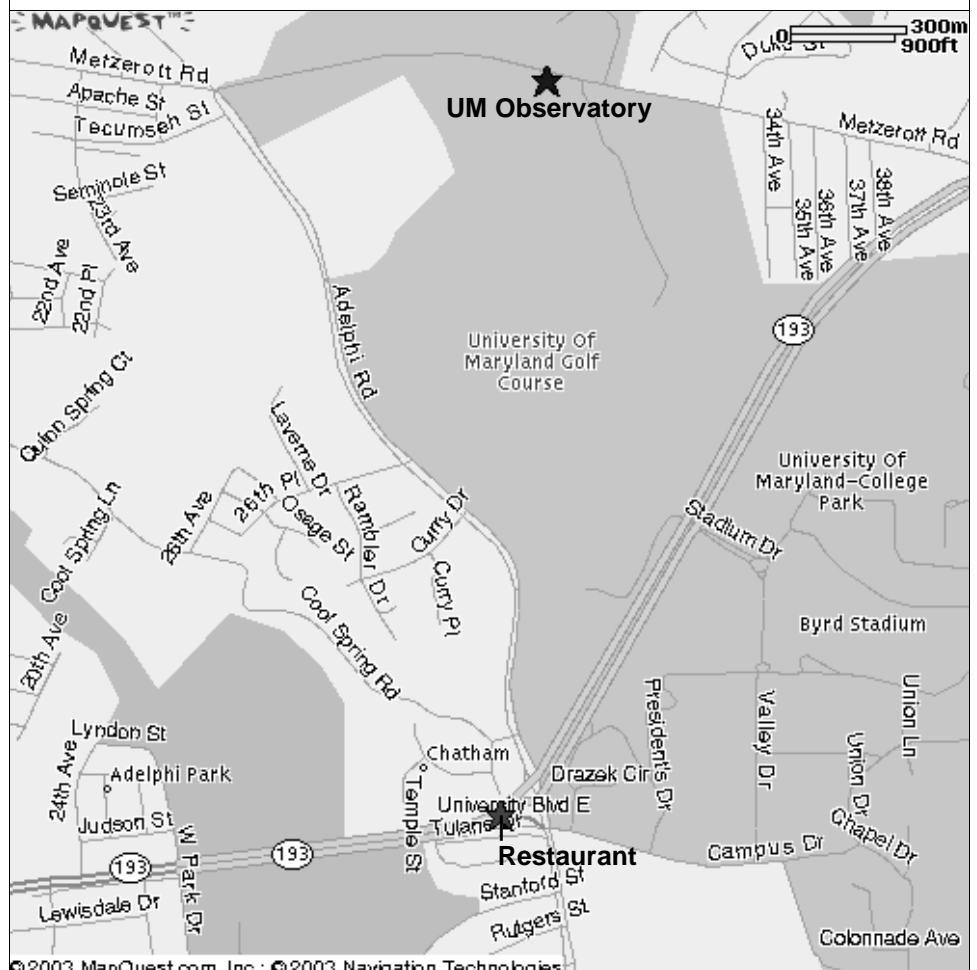 MAPQUEST™
0 300m
900ft
Metzerott Rd
Duke St
Apache St
UM Observatory
Tecumseh St
34th Ave
Metzerott Rd
Seminole St
23rd Ave
35th Ave
36th Ave
37th Ave
38th Ave
22nd Ave
22nd Pl
Adelphi Rd
193
University Of
Maryland Golf
Course
Quinn Spring Ct
Laverne Dr
26th Pl
University Of
Maryland-College
Park
Cool Spring Ln
26th Ave
Osage St
Rambler Dr
Curry Dr
Stadium Dr
Curry Pl
Cool Spring Rd
Byrd Stadium
20th Ave
President's Dr
Valley Dr
Union Ln
Lyndon St
24th Ave
Adelphi Park
Chatham
Drazek Cir
Union Dr
Temple St
University Blvd E
Judson St
Tulane Dr
Chapel Dr
193
193
Restaurant
Campus Dr
W Park Dr
Stanford St
Lewisdale Dr
Rutgers St
Colonnade Ave
©2003 MapQuest.com, Inc.; ©2003 Navigation Technologies